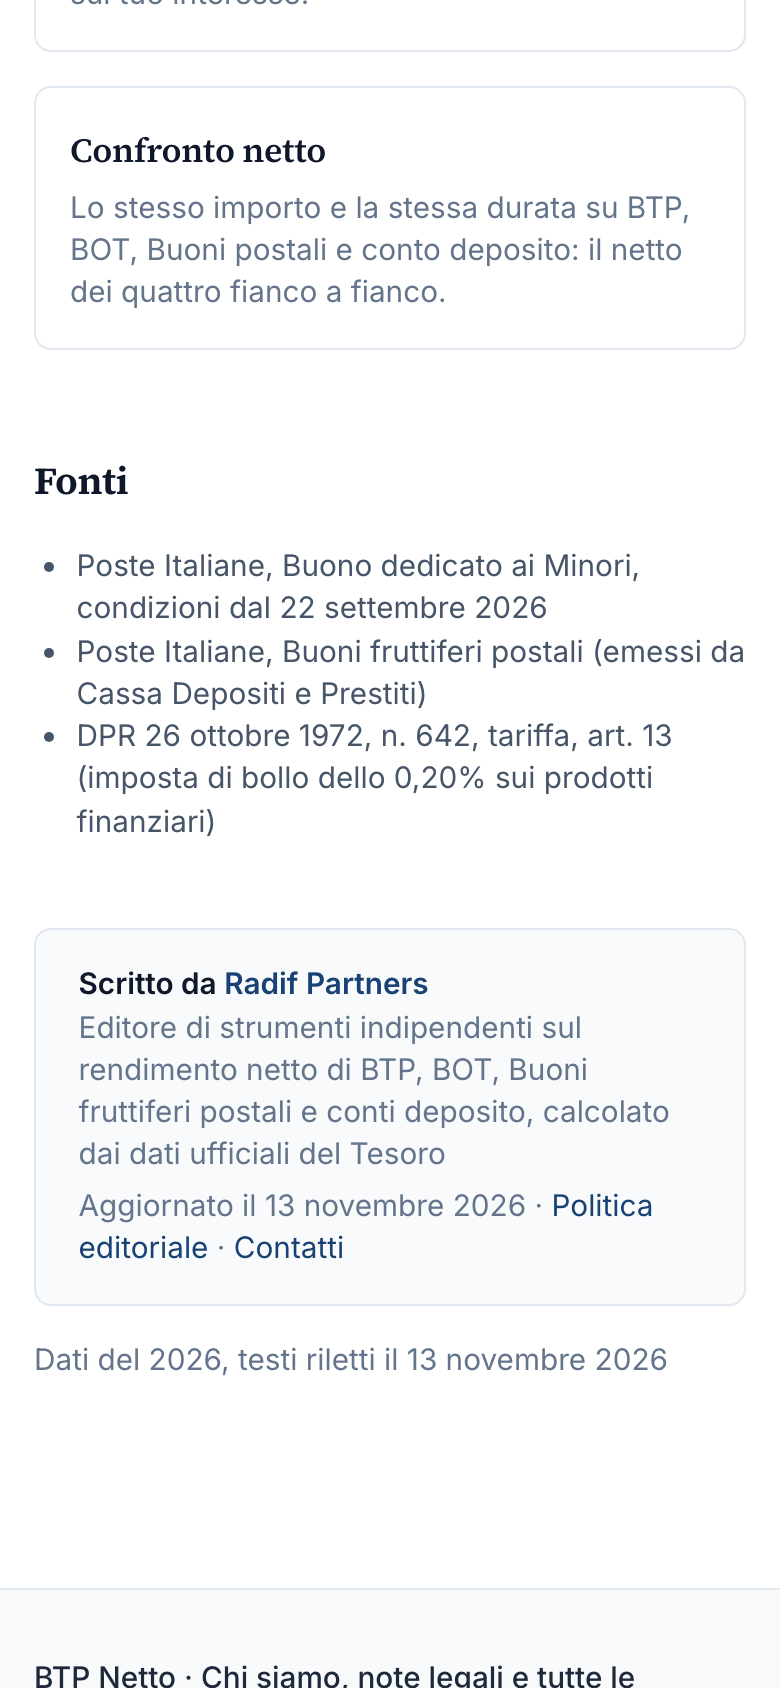 Confronto netto
Lo stesso importo e la stessa durata su BTP,
BOT, Buoni postali e conto deposito: il netto
dei quattro fianco a fianco.
Fonti
• Poste Italiane, Buono dedicato ai Minori,
condizioni dal 22 settembre 2026
• Poste Italiane, Buoni fruttiferi postali (emessi da
Cassa Depositi e Prestiti)
• DPR 26 ottobre 1972, n. 642, tariffa, art. 13
(imposta di bollo dello 0,20% sui prodotti
finanziari)
Scritto da Radif Partners
Editore di strumenti indipendenti sul
rendimento netto di BTP, BOT, Buoni
fruttiferi postali e conti deposito, calcolato
dai dati ufficiali del Tesoro
Aggiornato il 13 novembre 2026 · Politica
editoriale · Contatti
Dati del 2026, testi riletti il 13 novembre 2026
BTP Netto · Chi siamo, note legali e tutte le